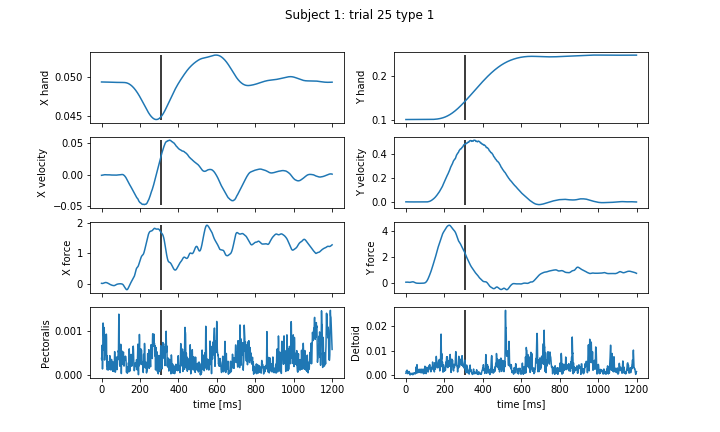 Subject 1: trial 25 type 1
X hand
0.050
0.045
Y hand
0.2
0.1
X velocity
0.05
0.00
−0.05
Y velocity
0.4
0.2
0.0
X force
2
1
0
Y force
4
2
0
Pectoralis
0.001
0.000
0 200 400 600 800 1000 1200
time [ms]
Deltoid
0.02
0.01
0.00
0 200 400 600 800 1000 1200
time [ms]